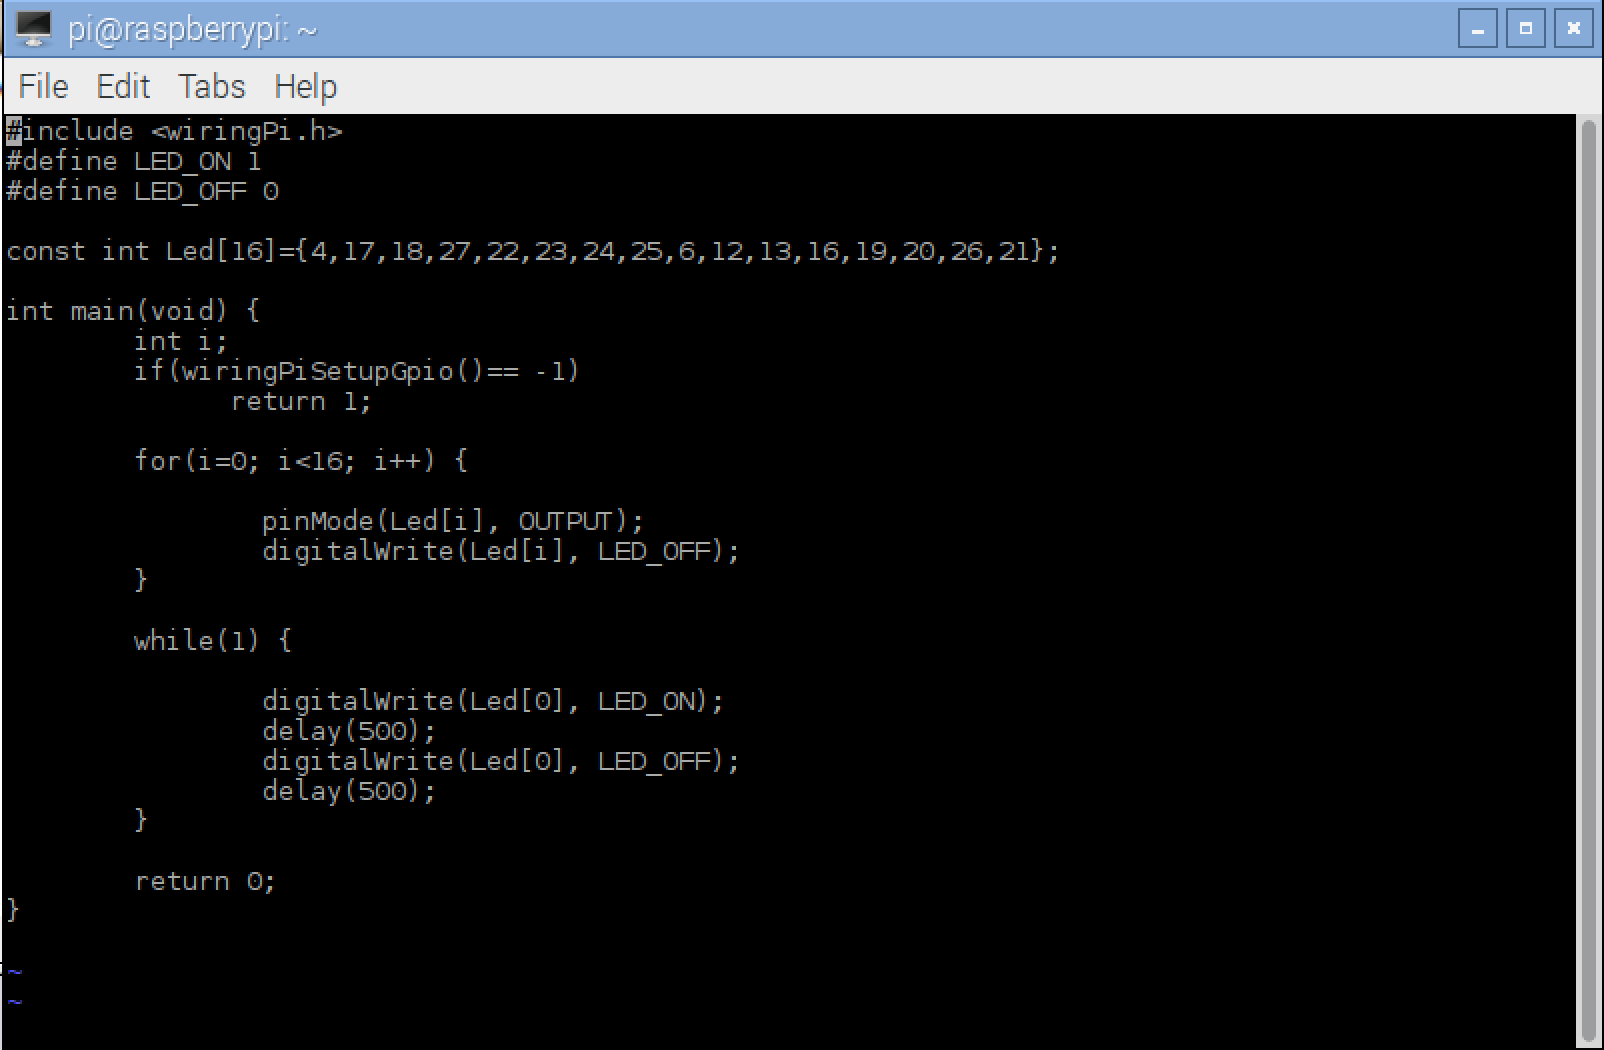 pi@raspberrypi: ~
File Edit Tabs Help
#include <wiringPi.h>
#define LED_ON 1
#define LED_OFF 0
const int Led[16]={4,17,18,27,22,23,24,25,6,12,13,16,19,20,26,21};
int main(void) {
int i;
if(wiringPiSetupGpio()== -1)
return 1;
for(i=0; i<16; i++) {
pinMode(Led[i], OUTPUT);
digitalWrite(Led[i], LED_OFF);
}
while(1) {
digitalWrite(Led[0], LED_ON);
delay(500);
digitalWrite(Led[0], LED_OFF);
delay(500);
}
return 0;
}
~
~